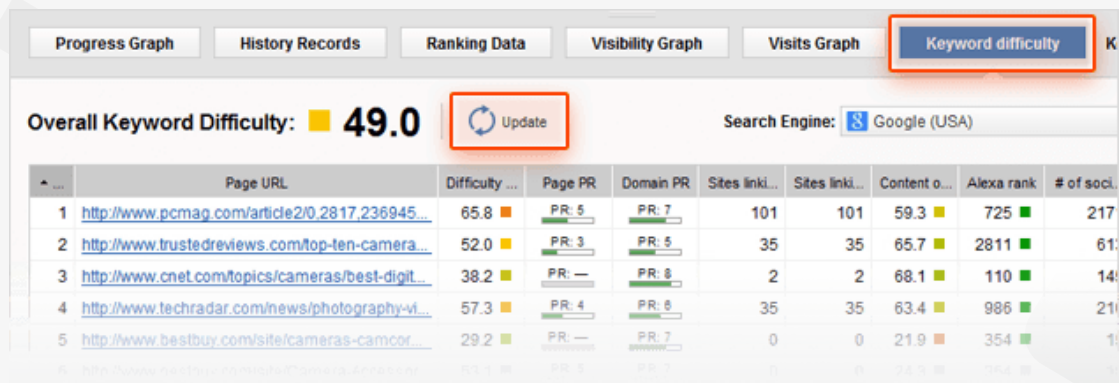 Progress Graph History Records Ranking Data Visibility Graph Visits Graph Keyword difficulty K
Overall Keyword Difficulty: 49.0 Update Search Engine: Google (USA)
... Page URL Difficulty ... Page PR Domain PR Sites linki... Sites linki... Content o... Alexa rank # of soci.
1 http://www.pcmag.com/article2/0,2817,236945... 65.8 PR: 5 PR: 7 101 101 59.3 725 217
2 http://www.trustedreviews.com/top-ten-camera... 52.0 PR: 3 PR: 5 35 35 65.7 2811 61
3 http://www.cnet.com/topics/cameras/best-digit... 38.2 PR: — PR: 8 2 2 68.1 110 14
4 http://www.techradar.com/news/photography-vi... 57.3 PR: 4 PR: 6 35 35 63.4 986 21
5 http://www.bestbuy.com/site/cameras-camcor... 29.2 PR: — PR: 7 0 0 21.9 354 1